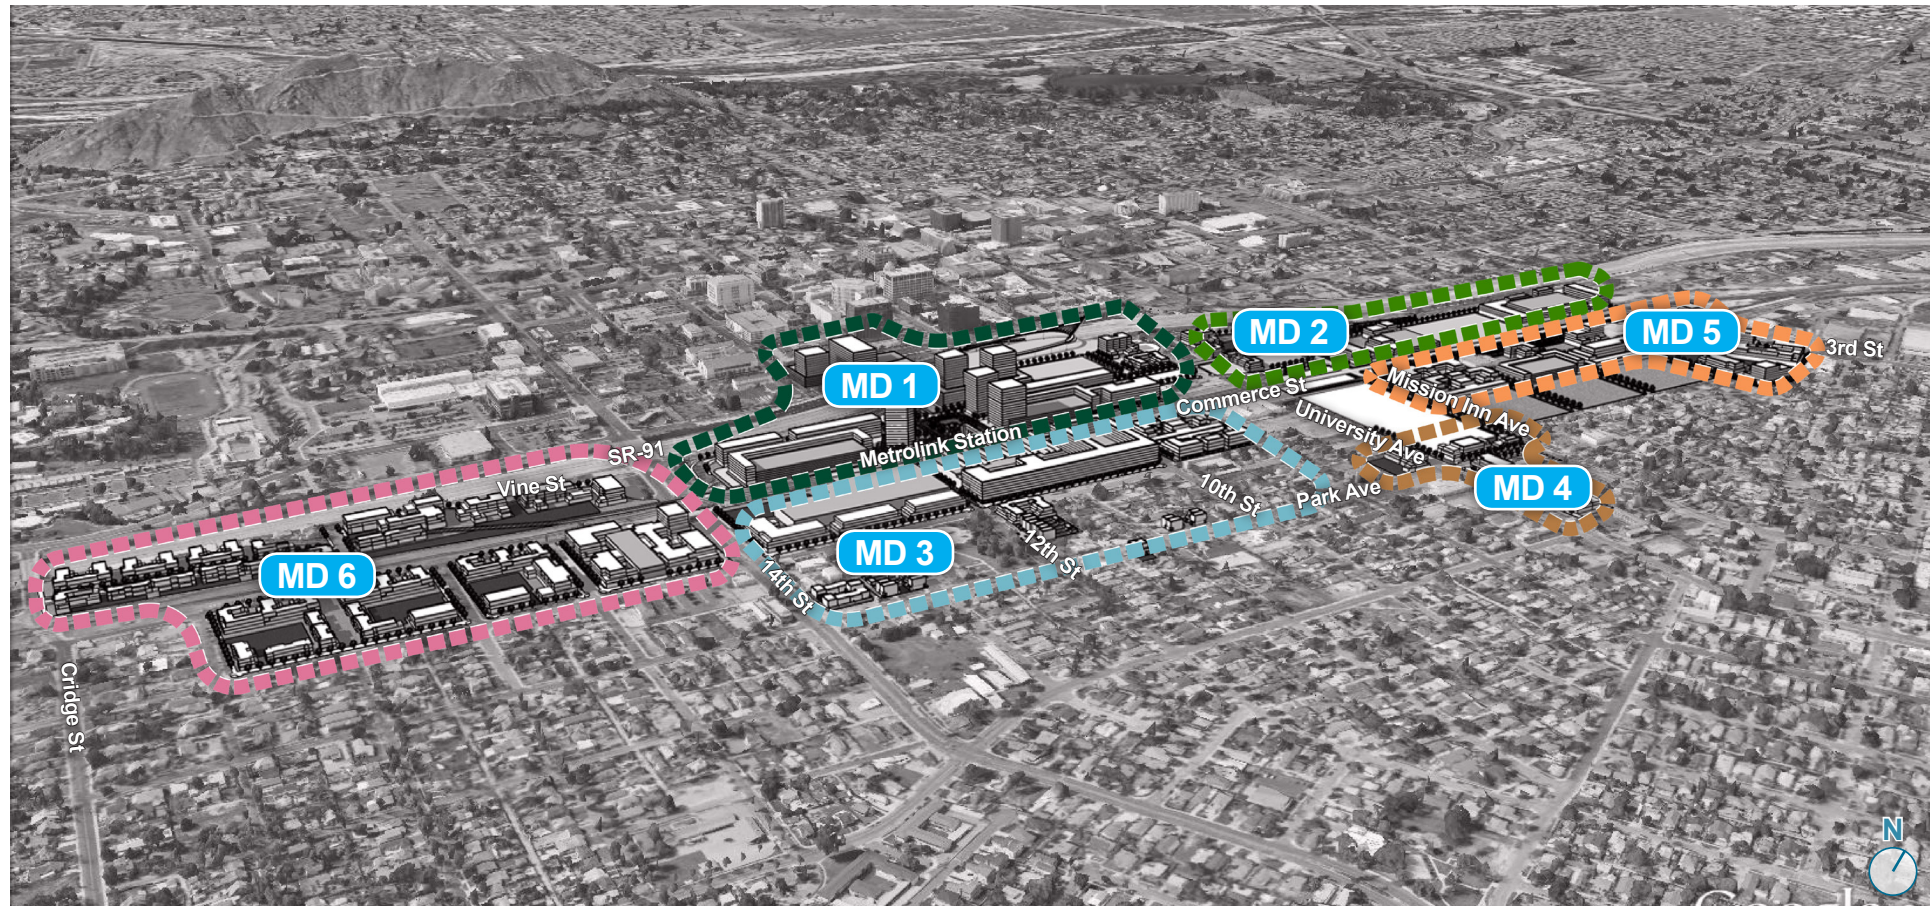 MD 2
MD 5
3rd St
MD 1
Mission Inn Ave
Commerce St
University Ave
Metrolink Station
SR-91
Vine St
MD 4
Park Ave
10th St
MD 3
12th St
MD 6
14th St
Cridge St
N